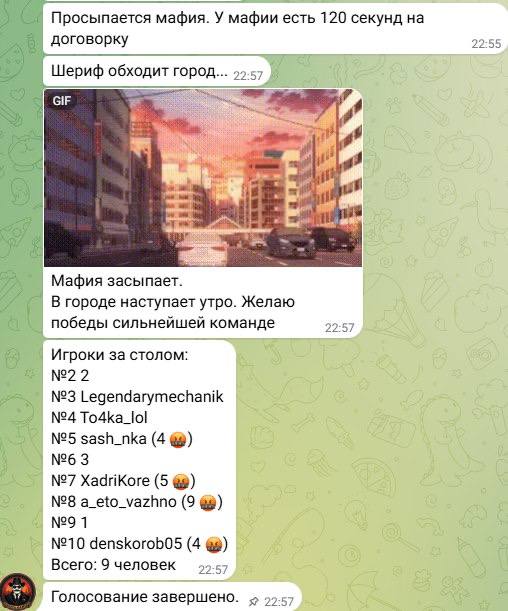 Просыпается мафия. У мафии есть 120 секунд на
договорку
22:55
Шериф обходит город... 22:57
GIF
Мафия засыпает.
В городе наступает утро. Желаю
победы сильнейшей команде
22:57
Игроки за столом:
№2 2
№3 Legendarymechanik
№4 To4ka_lol
№5 sash_nka (4 🤬)
№6 3
№7 XadriKore (5 🤬)
№8 a_eto_vazhno (9 🤬)
№9 1
№10 denskorob05 (4 🤬)
Всего: 9 человек 22:57
Голосование завершено. 22:57